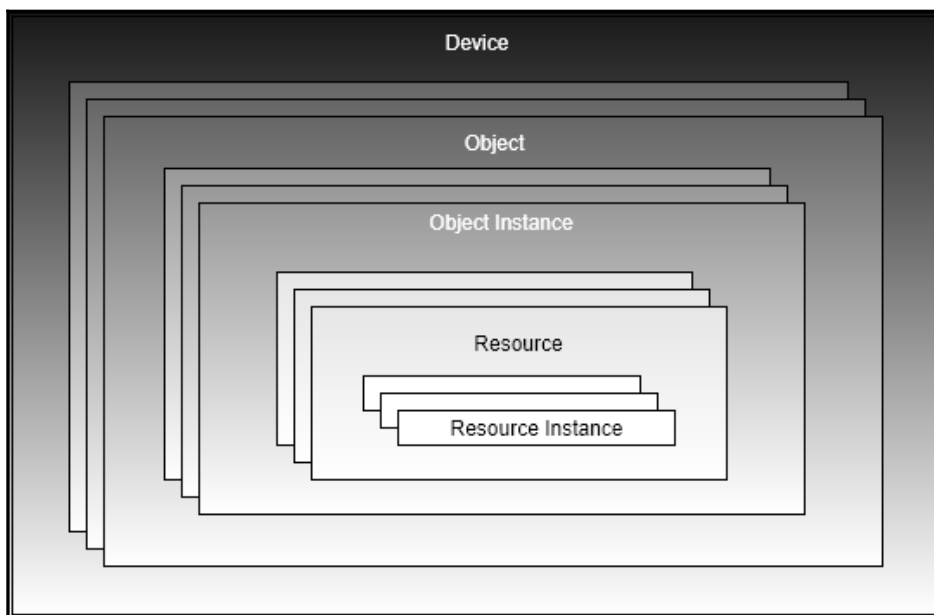 Device
Object
Object Instance
Resource
Resource Instance